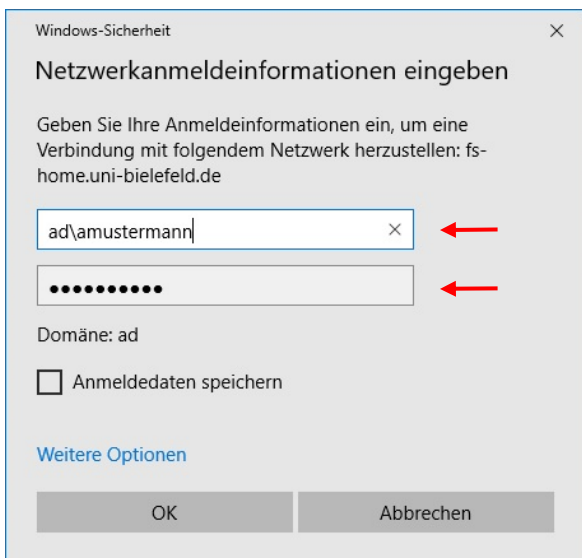 Windows-Sicherheit
Netzwerkanmeldeinformationen eingeben
Geben Sie Ihre Anmeldeinformationen ein, um eine
Verbindung mit folgendem Netzwerk herzustellen: fs-
home.uni-bielefeld.de
ad\amustermann
●●●●●●●●●●
Domäne: ad
Anmeldedaten speichern
Weitere Optionen
OK Abbrechen